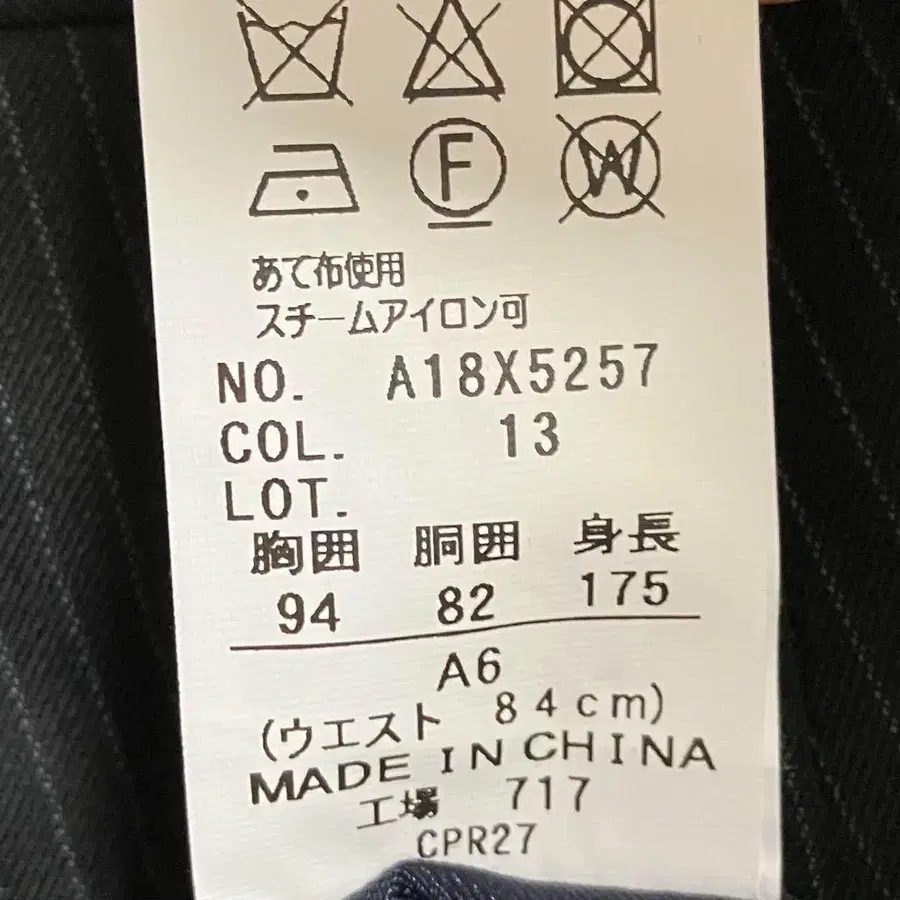 F W
あて布使用
スチームアイロン可
NO. A18X5257
COL. 13
LOT.
胸囲 胴囲 身長
94 82 175
A6
(ウエスト 84cm)
MADE IN CHINA
工場 717
CPR27